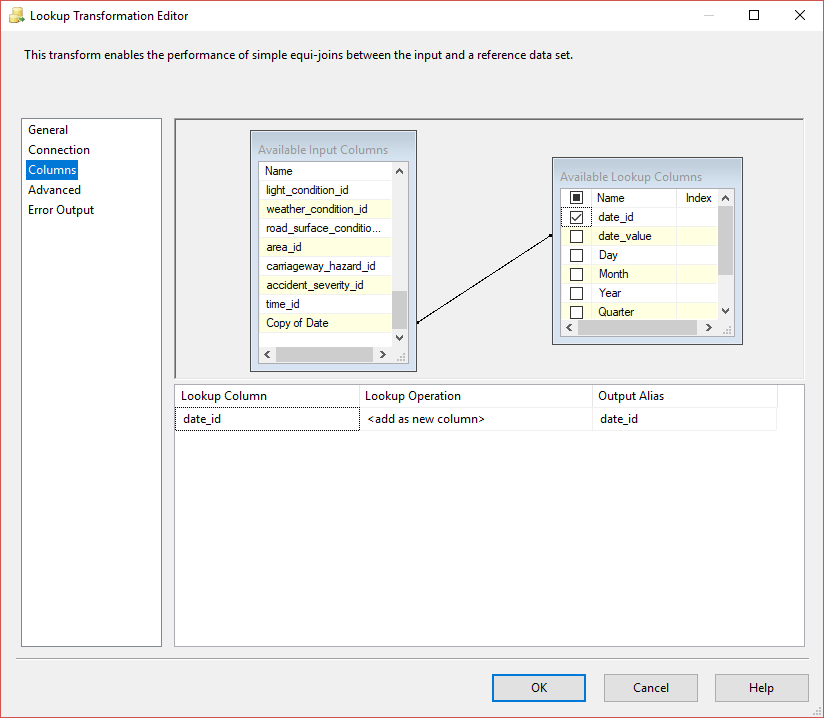 Lookup Transformation Editor
This transform enables the performance of simple equi-joins between the input and a reference data set.
General
Connection
Columns
Advanced
Error Output
Available Input Columns
Name
light_condition_id
weather_condition_id
road_surface_conditio...
area_id
carriageway_hazard_id
accident_severity_id
time_id
Copy of Date
Available Lookup Columns
Name Index
date_id
date_value
Day
Month
Year
Quarter
Lookup Column Lookup Operation Output Alias
date_id <add as new column> date_id
OK Cancel Help